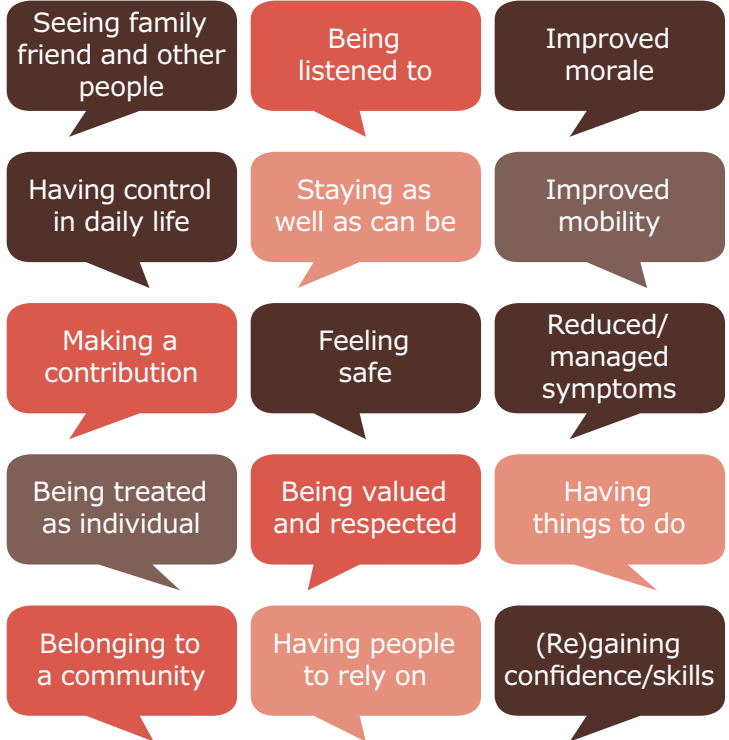 Seeing family
friend and other
people
Being
listened to
Improved
morale
Having control
in daily life
Staying as
well as can be
Improved
mobility
Making a
contribution
Feeling
safe
Reduced/
managed
symptoms
Being treated
as individual
Being valued
and respected
Having
things to do
Belonging to
a community
Having people
to rely on
(Re)gaining
confidence/skills